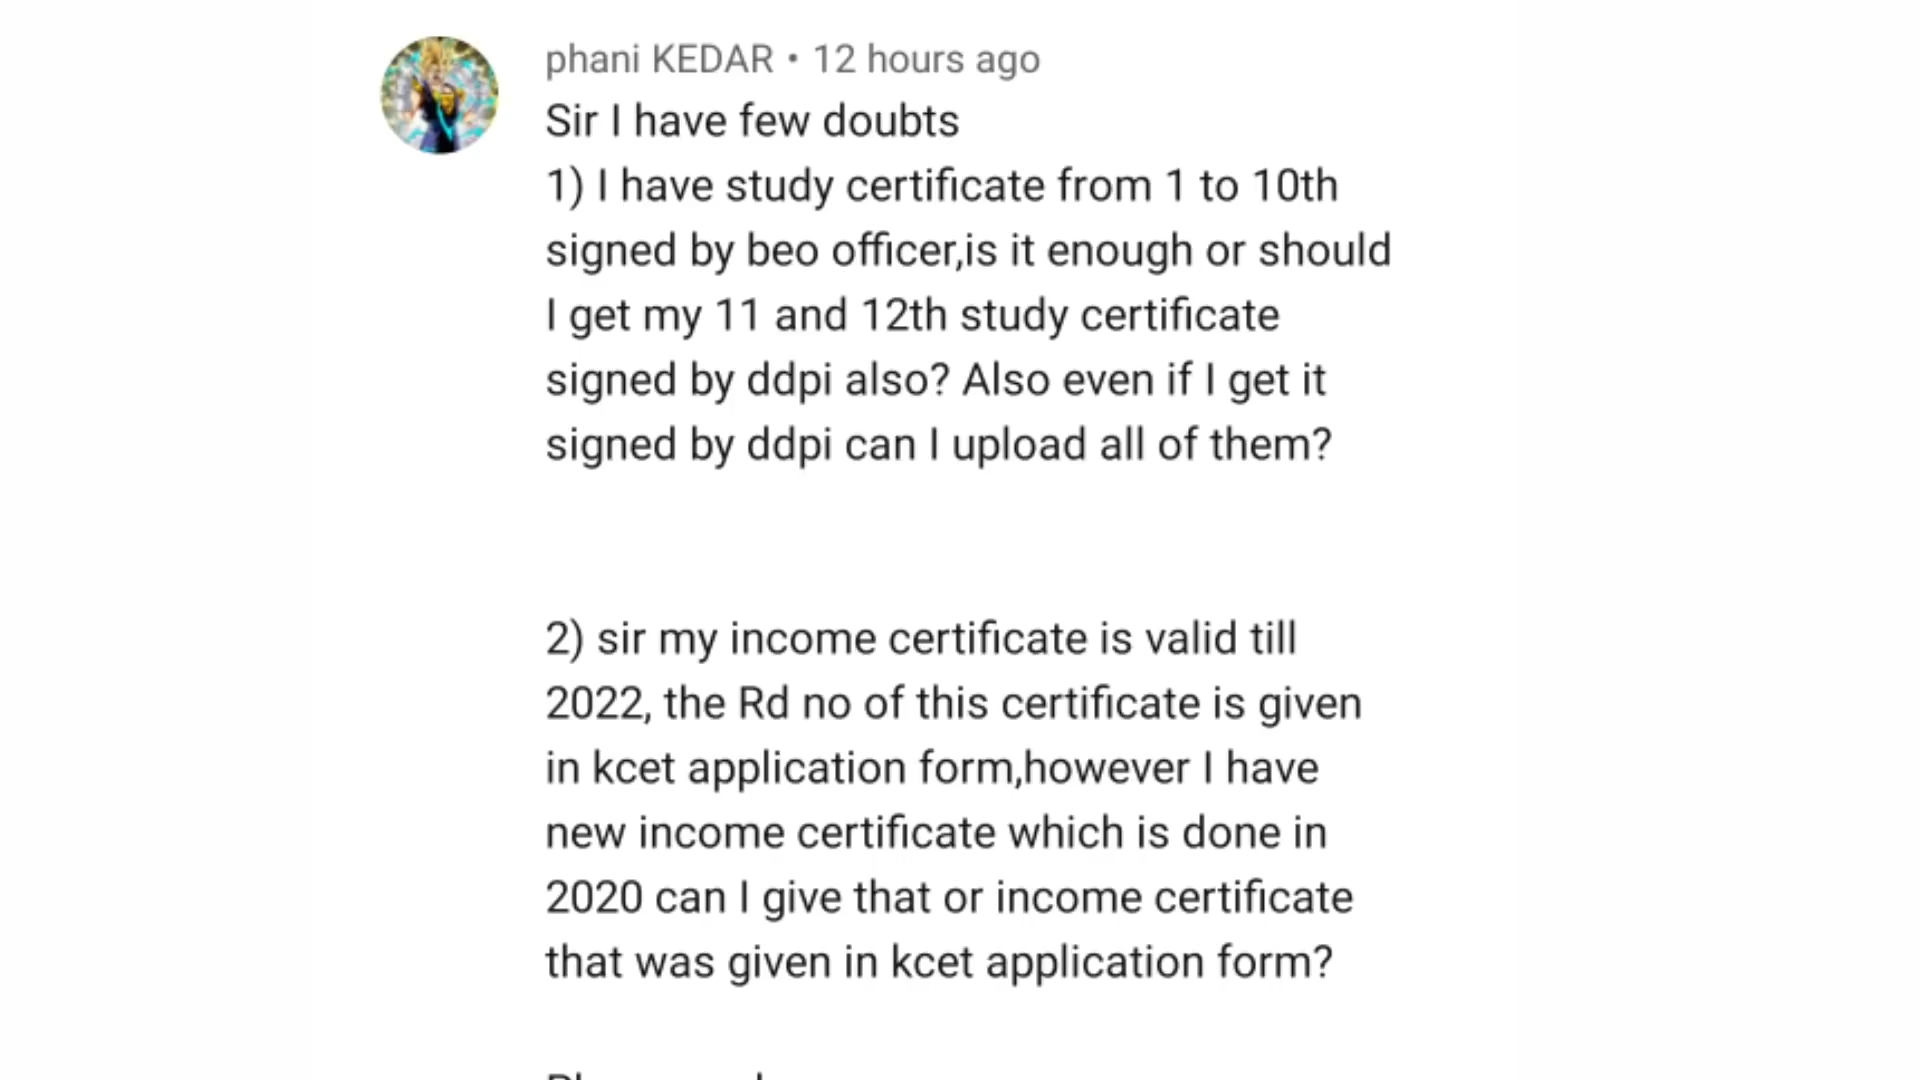 phani KEDAR • 12 hours ago
Sir I have few doubts
1) I have study certificate from 1 to 10th
signed by beo officer,is it enough or should
I get my 11 and 12th study certificate
signed by ddpi also? Also even if I get it
signed by ddpi can I upload all of them?
2) sir my income certificate is valid till
2022, the Rd no of this certificate is given
in kcet application form,however I have
new income certificate which is done in
2020 can I give that or income certificate
that was given in kcet application form?